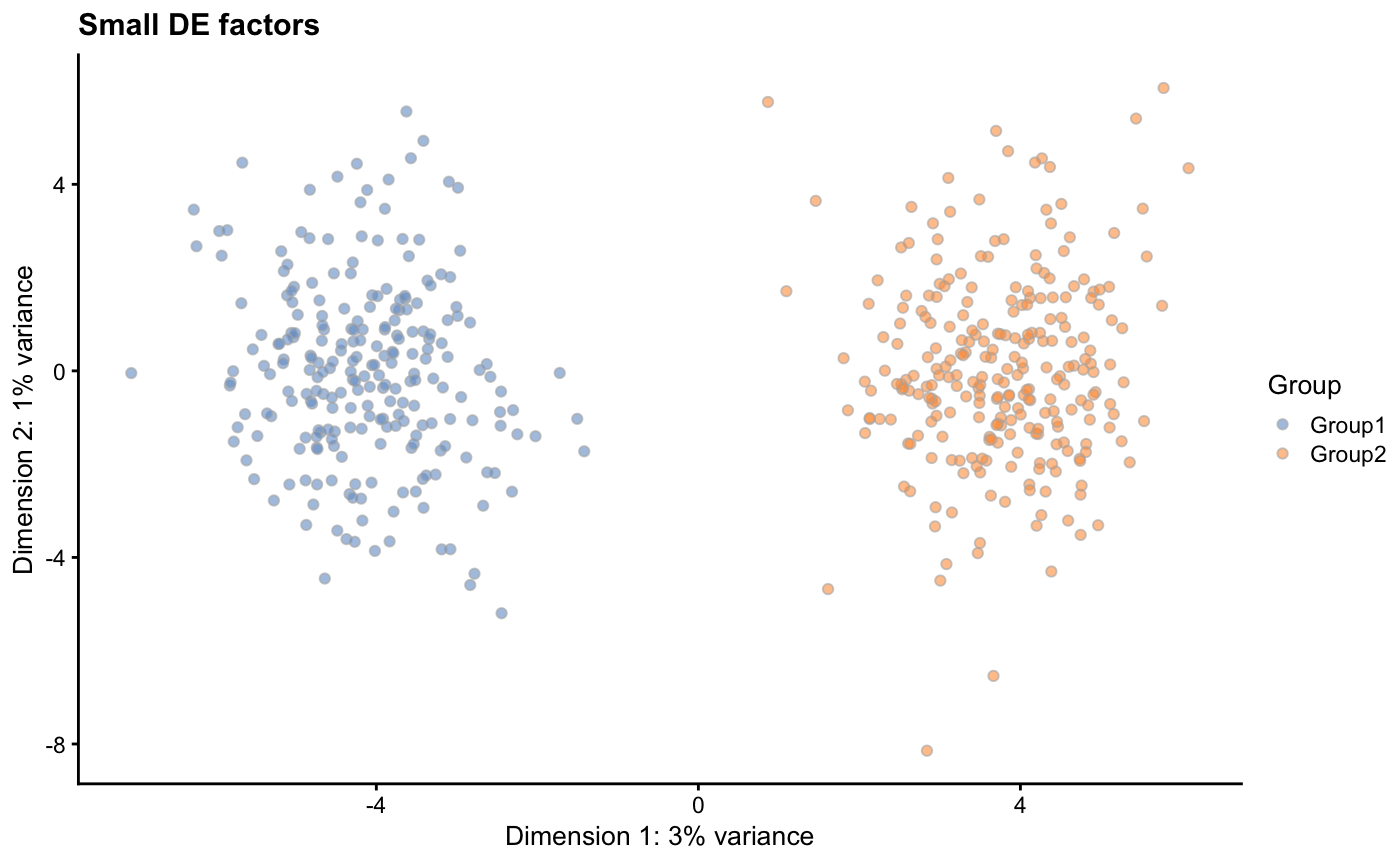 Small DE factors
Dimension 2: 1% variance
4
0
-4
-8
-4
0
4
Dimension 1: 3% variance
Group
Group1
Group2